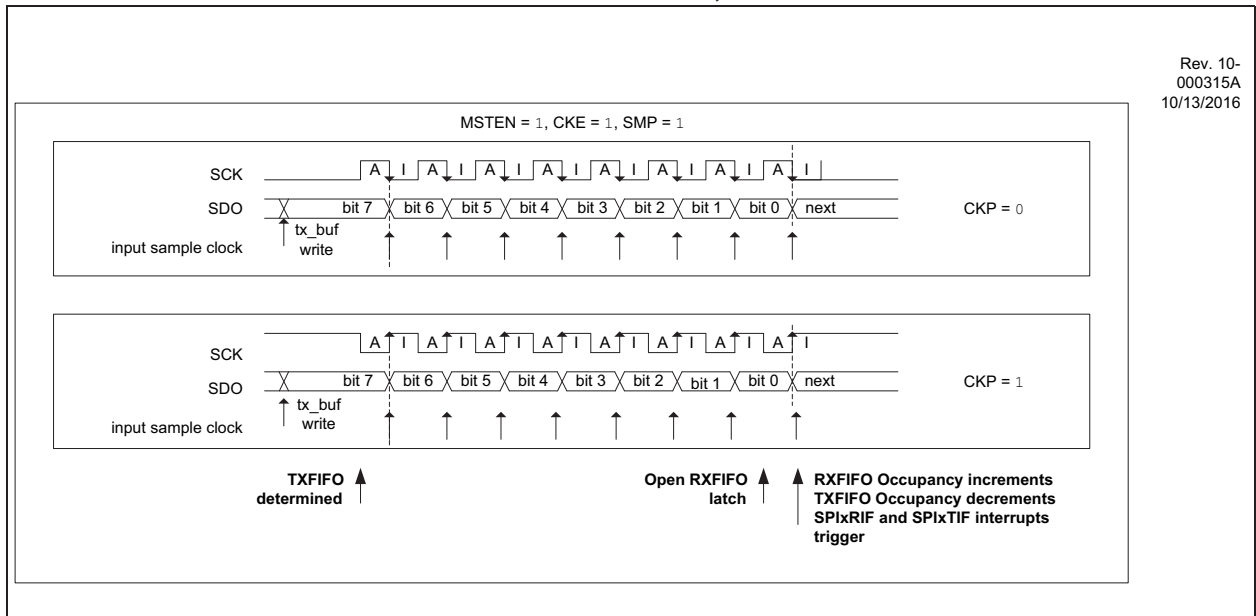 Rev. 10-
000315A
10/13/2016
MSTEN = 1, CKE = 1, SMP = 1
SCK A I A I A I A I A I A I A I A I
SDO bit 7 bit 6 bit 5 bit 4 bit 3 bit 2 bit 1 bit 0 next CKP = 0
tx_buf
write
input sample clock
SCK A I A I A I A I A I A I A I A I
SDO bit 7 bit 6 bit 5 bit 4 bit 3 bit 2 bit 1 bit 0 next CKP = 1
tx_buf
write
input sample clock
TXFIFO
determined
Open RXFIFO
latch
RXFIFO Occupancy increments
TXFIFO Occupancy decrements
SPIxRIF and SPIxTIF interrupts
trigger